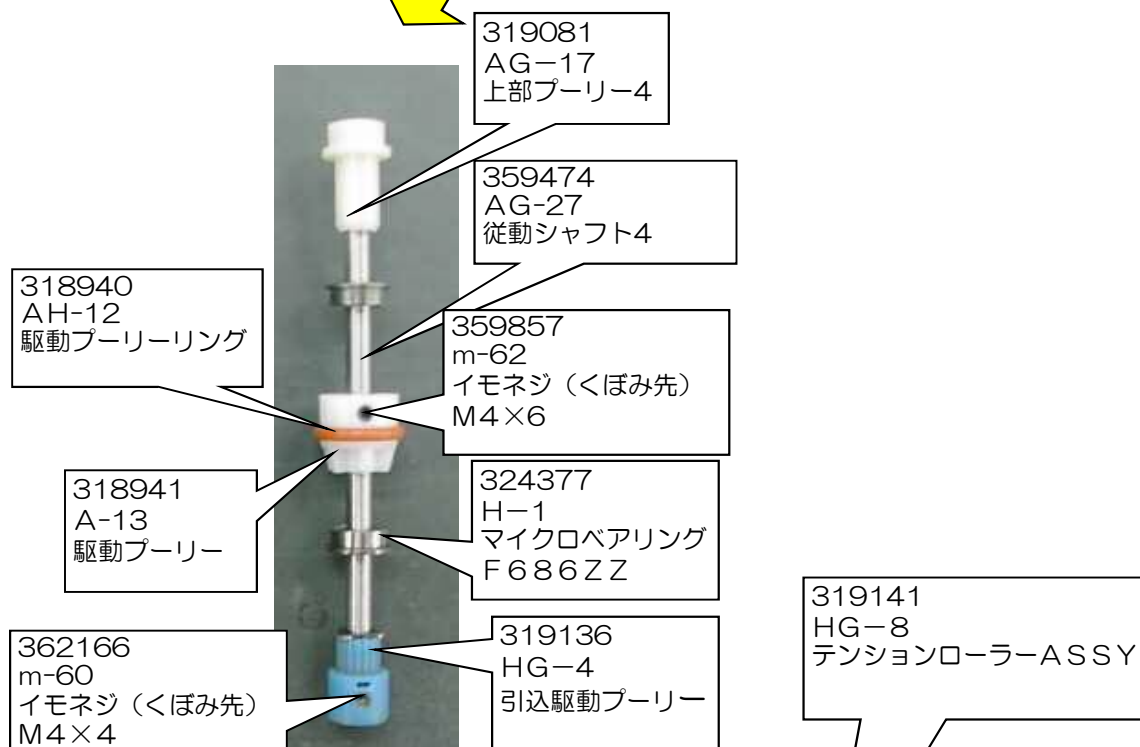 319081
AG－17
上部プーリー4
359474
AG-27
従動シャフト4
318940
AH-12
駆動プーリーリング
359857
m-62
イモネジ（くぼみ先）
M4×6
318941
A-13
駆動プーリー
324377
H－1
マイクロベアリング
F686ZZ
319141
HG－8
テンションローラーASSY
362166
m-60
イモネジ（くぼみ先）
M4×4
319136
HG－4
引込駆動プーリー